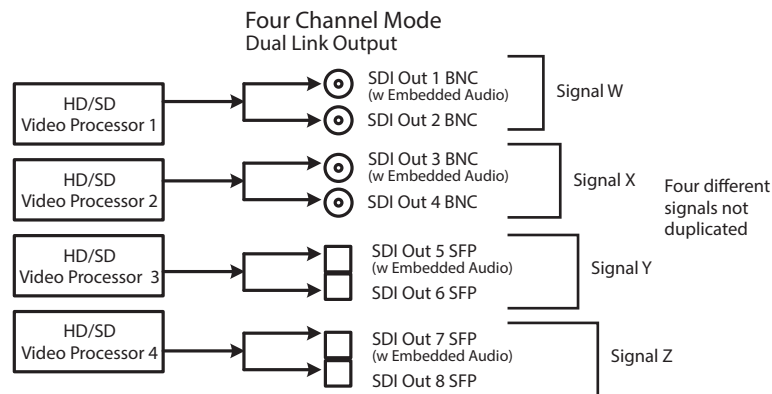 Four Channel Mode
Dual Link Output
HD/SD
Video Processor 1
SDI Out 1 BNC
(w Embedded Audio)
SDI Out 2 BNC
Signal W
HD/SD
Video Processor 2
SDI Out 3 BNC
(w Embedded Audio)
SDI Out 4 BNC
Signal X
Four different
signals not
duplicated
HD/SD
Video Processor 3
SDI Out 5 SFP
(w Embedded Audio)
SDI Out 6 SFP
Signal Y
HD/SD
Video Processor 4
SDI Out 7 SFP
(w Embedded Audio)
SDI Out 8 SFP
Signal Z